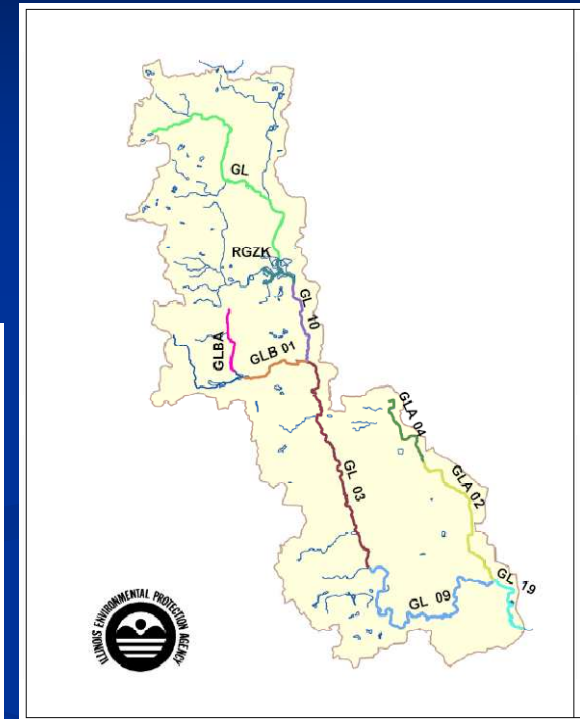 GL
RGZK
GL 10
GLBA
GLB 01
GLA 04
GL 03
GLA 02
GL 19
GL 09
ILLINOIS ENVIRONMENTAL PROTECTION AGENCY